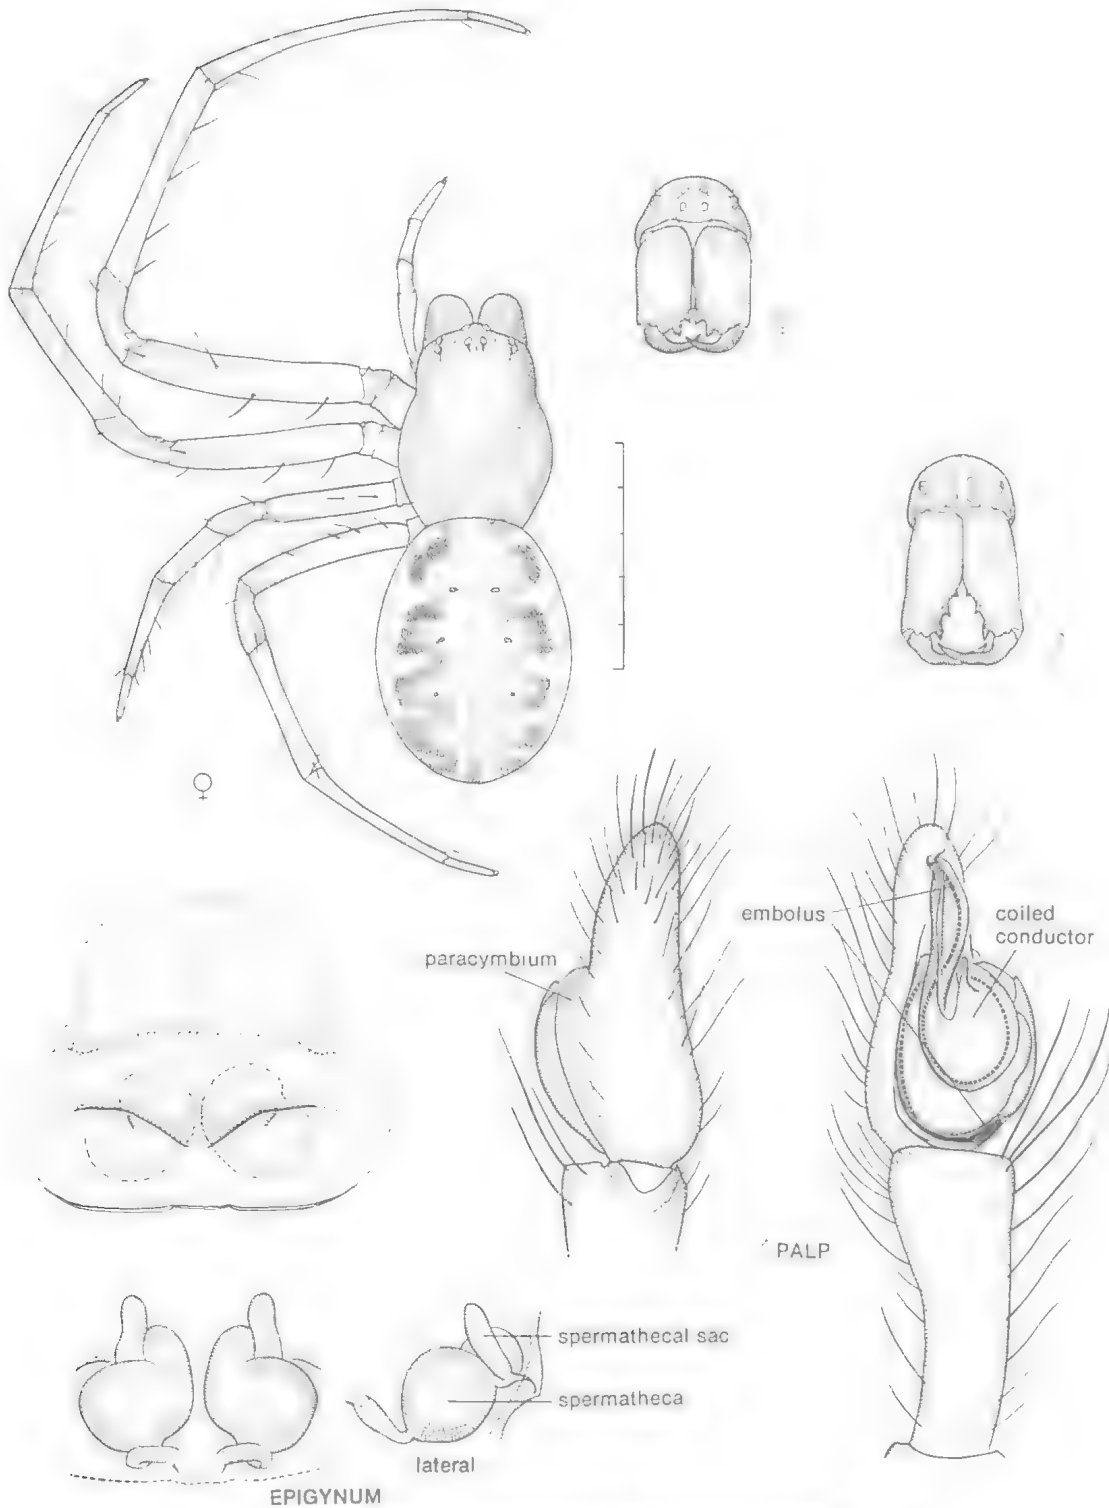 ♀
embolus
coiled
conductor
paracymbium
PALP
spermathecal sac
spermatheca
lateral
EPIGYNUM